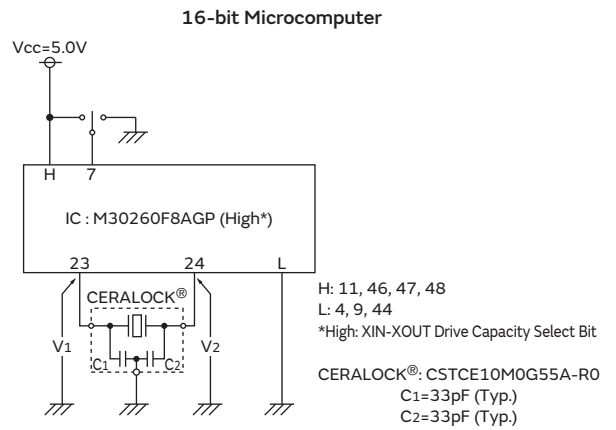 16-bit Microcomputer
Vcc=5.0V
H
7
IC : M30260F8AGP (High*)
23
24
L
CERALOCK®
V1
C1
C2
V2
H: 11, 46, 47, 48
L: 4, 9, 44
*High: XIN-XOUT Drive Capacity Select Bit
CERALOCK®: CSTCE10M0G55A-R0
C1=33pF (Typ.)
C2=33pF (Typ.)